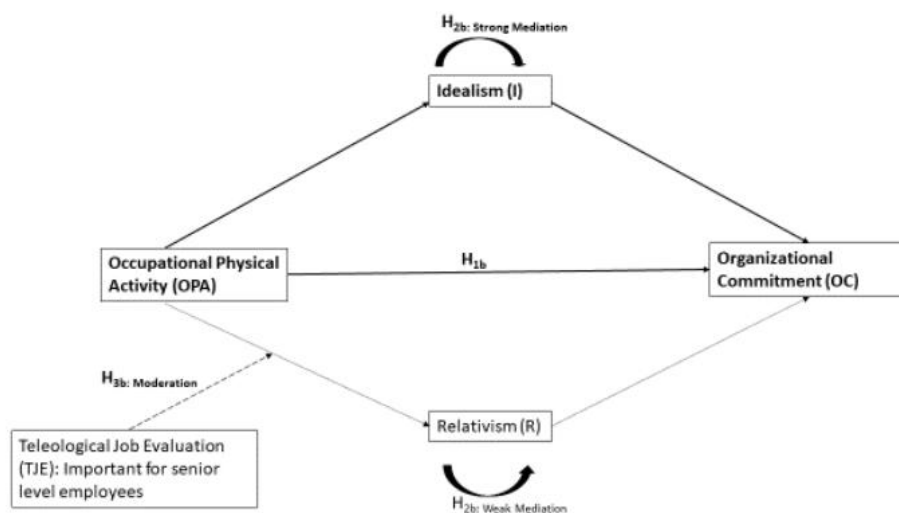 H2b: Strong Mediation
Idealism (I)
Occupational Physical
Activity (OPA)
H1b
Organizational
Commitment (OC)
H3b: Moderation
Teleological Job Evaluation
(TJE): Important for senior
level employees
Relativism (R)
H2b: Weak Mediation